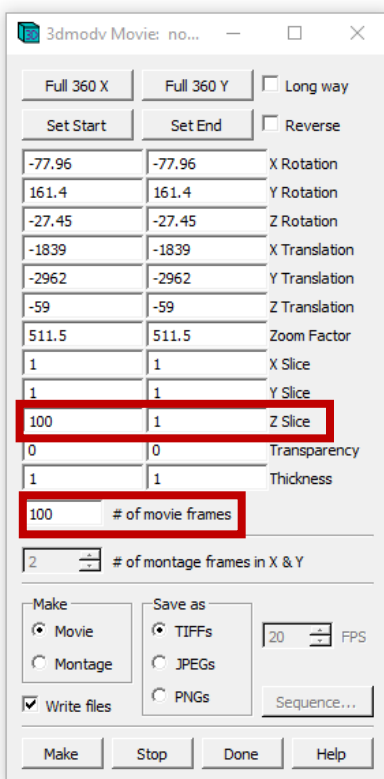 3dmodv Movie: no...
Full 360 X Full 360 Y Long way
Set Start Set End Reverse
-77.96 -77.96 X Rotation
161.4 161.4 Y Rotation
-27.45 -27.45 Z Rotation
-1839 -1839 X Translation
-2962 -2962 Y Translation
-59 -59 Z Translation
511.5 511.5 Zoom Factor
1 1 X Slice
1 1 Y Slice
100 1 Z Slice
0 0 Transparency
1 1 Thickness
100 # of movie frames
2 # of montage frames in X & Y
Make Save as
Movie TIFFs 20 FPS
Montage JPEGs
Write files PNGs Sequence...
Make Stop Done Help